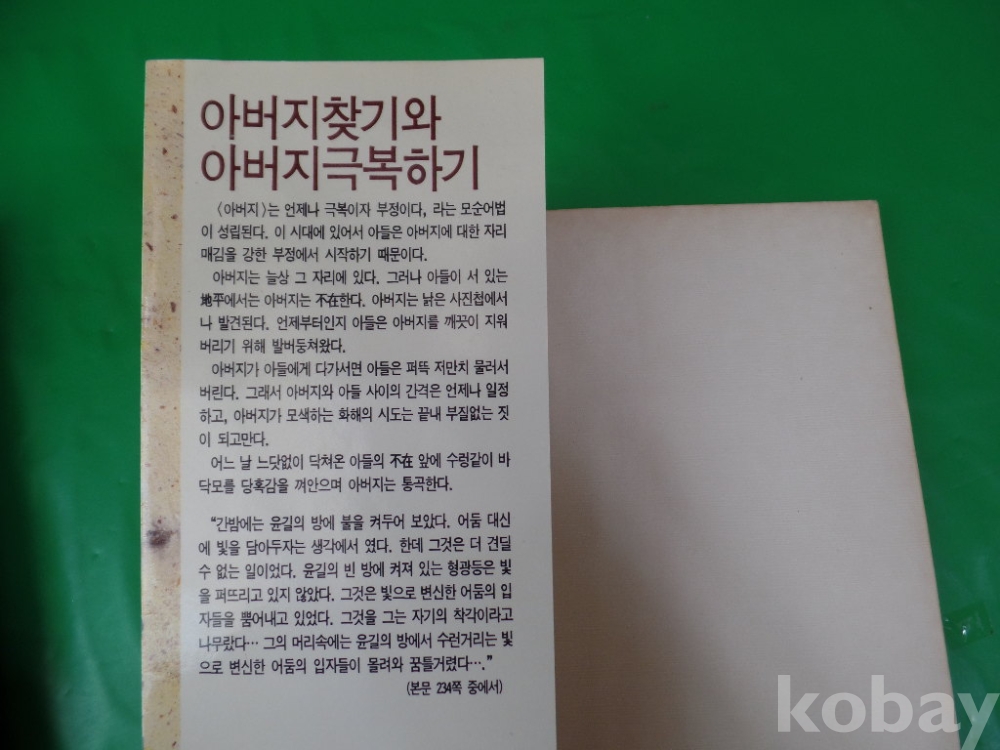 아버지찾기와
아버지극복하기
〈아버지〉는 언제나 극복이자 부정이다, 라는 모순어법
이 성립된다. 이 시대에 있어서 아들은 아버지에 대한 자리
매김을 강한 부정에서 시작하기 때문이다.
아버지는 늘상 그 자리에 있다. 그러나 아들이 서 있는
地平에서는 아버지는 不在한다. 아버지는 낡은 사진첩에서
나 발견된다. 언제부터인지 아들은 아버지를 깨끗이 지워
버리기 위해 발버둥쳐왔다.
아버지가 아들에게 다가서면 아들은 퍼뜩 저만치 물러서
버린다. 그래서 아버지와 아들 사이의 간격은 언제나 일정
하고, 아버지가 모색하는 화해의 시도는 끝내 부질없는 짓
이 되고만다.
어느 날 느닷없이 닥쳐온 아들의 不在 앞에 수렁같이 바
닥모를 당혹감을 껴안으며 아버지는 통곡한다.
“간밤에는 윤길의 방에 불을 켜두어 보았다. 어둠 대신
에 빛을 담아두자는 생각에서 였다. 한데 그것은 더 견딜
수 없는 일이었다. 윤길의 빈 방에 켜져 있는 형광등은 빛
을 퍼뜨리고 있지 않았다. 그것은 빛으로 변신한 어둠의 입
자들을 뿜어내고 있었다. 그것을 그는 자기의 착각이라고
나무랐다… 그의 머리속에는 윤길의 방에서 수런거리는 빛
으로 변신한 어둠의 입자들이 몰려와 꿈틀거렸다….”
(본문 234쪽 중에서)
kobay